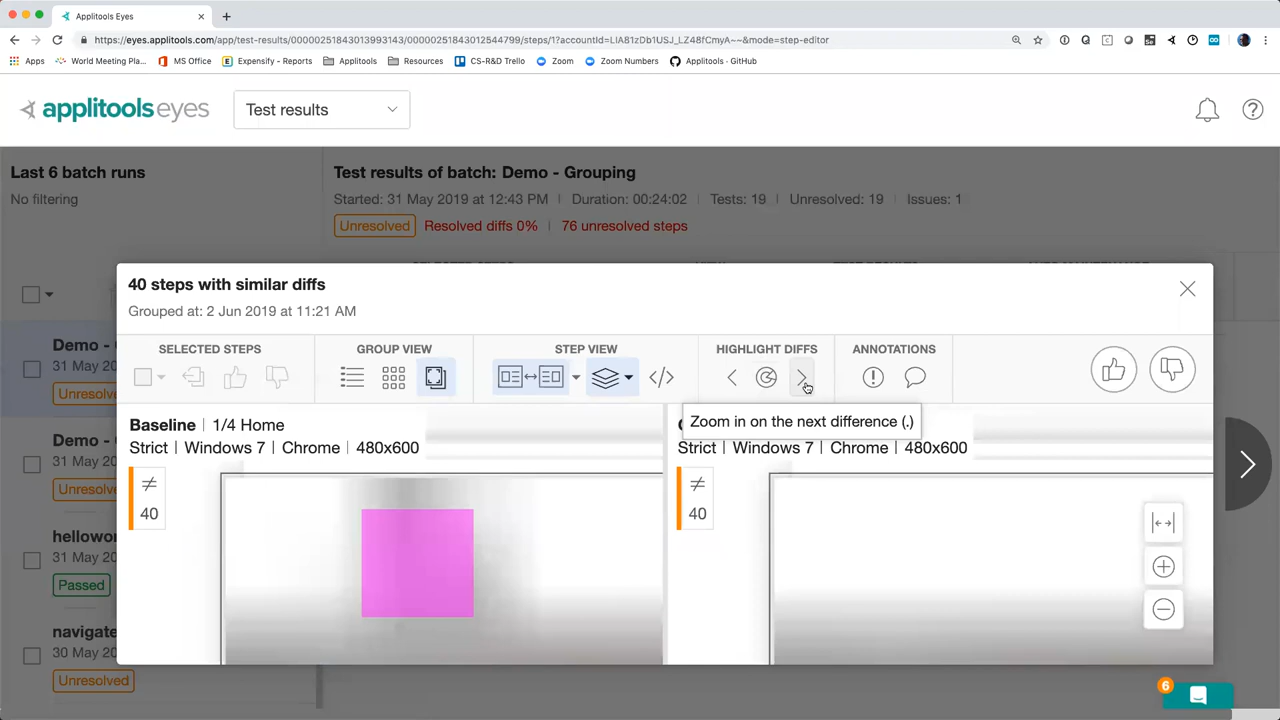 Applitools Eyes
https://eyes.applitools.com/app/test-results/00000251843013993143/00000251843012544799/steps/1?accountId=LIA81zDb1USJ_LZ48fCmyA~~&mode=step-editor
Apps World Meeting Pla... MS Office Expensify - Reports Applitools Resources CS-R&D Trello Zoom Zoom Numbers Applitools - GitHub
applitools eyes Test results
Last 6 batch runs
No filtering
Test results of batch: Demo - Grouping
Started: 31 May 2019 at 12:43 PM Duration: 00:24:02 Tests: 19 Unresolved: 19 Issues: 1
Unresolved Resolved diffs 0% 76 unresolved steps
40 steps with similar diffs
Grouped at: 2 Jun 2019 at 11:21 AM
SELECTED STEPS GROUP VIEW STEP VIEW HIGHLIGHT DIFFS ANNOTATIONS
Zoom in on the next difference (.)
Baseline 1/4 Home
Strict Windows 7 Chrome 480x600
Strict Windows 7 Chrome 480x600
≠
40
≠
40
Demo -
31 May 20
Unresolved
Demo -
31 May 20
Unresolve
hellowo
31 May 20
Passed
navigate
30 May 20
Unresolved
6